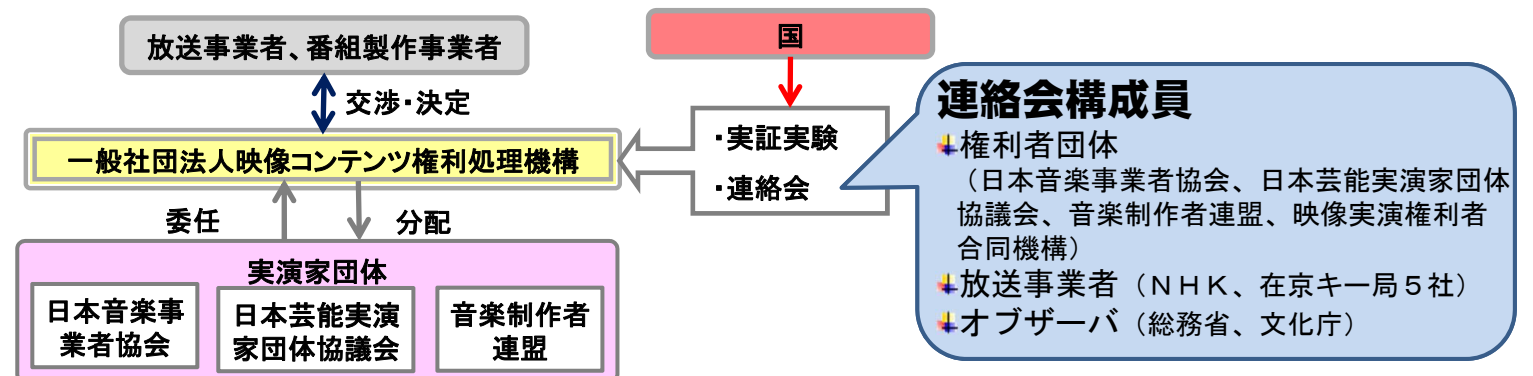 放送事業者、番組製作事業者
国
交渉・決定
一般社団法人映像コンテンツ権利処理機構
・実証実験
・連絡会
委任
分配
実演家団体
日本音楽事
業者協会
日本芸能実演
家団体協議会
音楽制作者
連盟
連絡会構成員
権利者団体
（日本音楽事業者協会、日本芸能実演家団体
協議会、音楽制作者連盟、映像実演権利者
合同機構）
放送事業者（ＮＨＫ、在京キー局５社）
オブザーバ（総務省、文化庁）